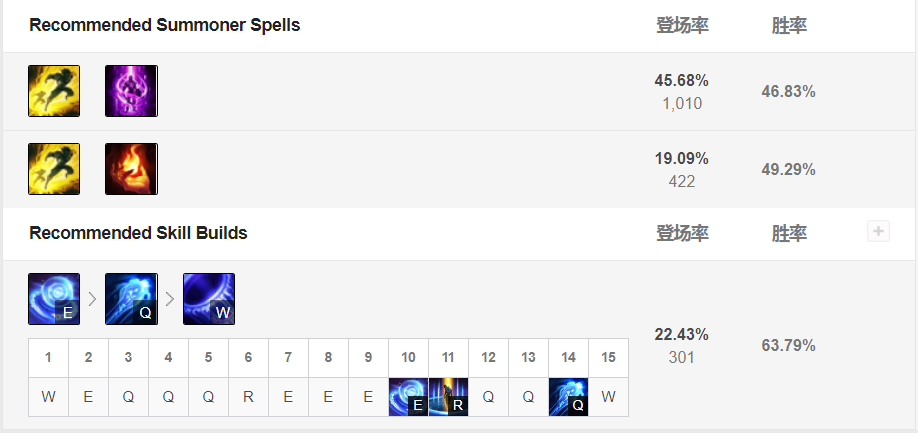 Recommended Summoner Spells 登场率 胜率
45.68%
1,010
46.83%
19.09%
422
49.29%
Recommended Skill Builds 登场率 胜率 +
E Q W
22.43%
301
63.79%
1 2 3 4 5 6 7 8 9 10 11 12 13 14 15
W E Q Q Q R E E E E R Q Q Q W